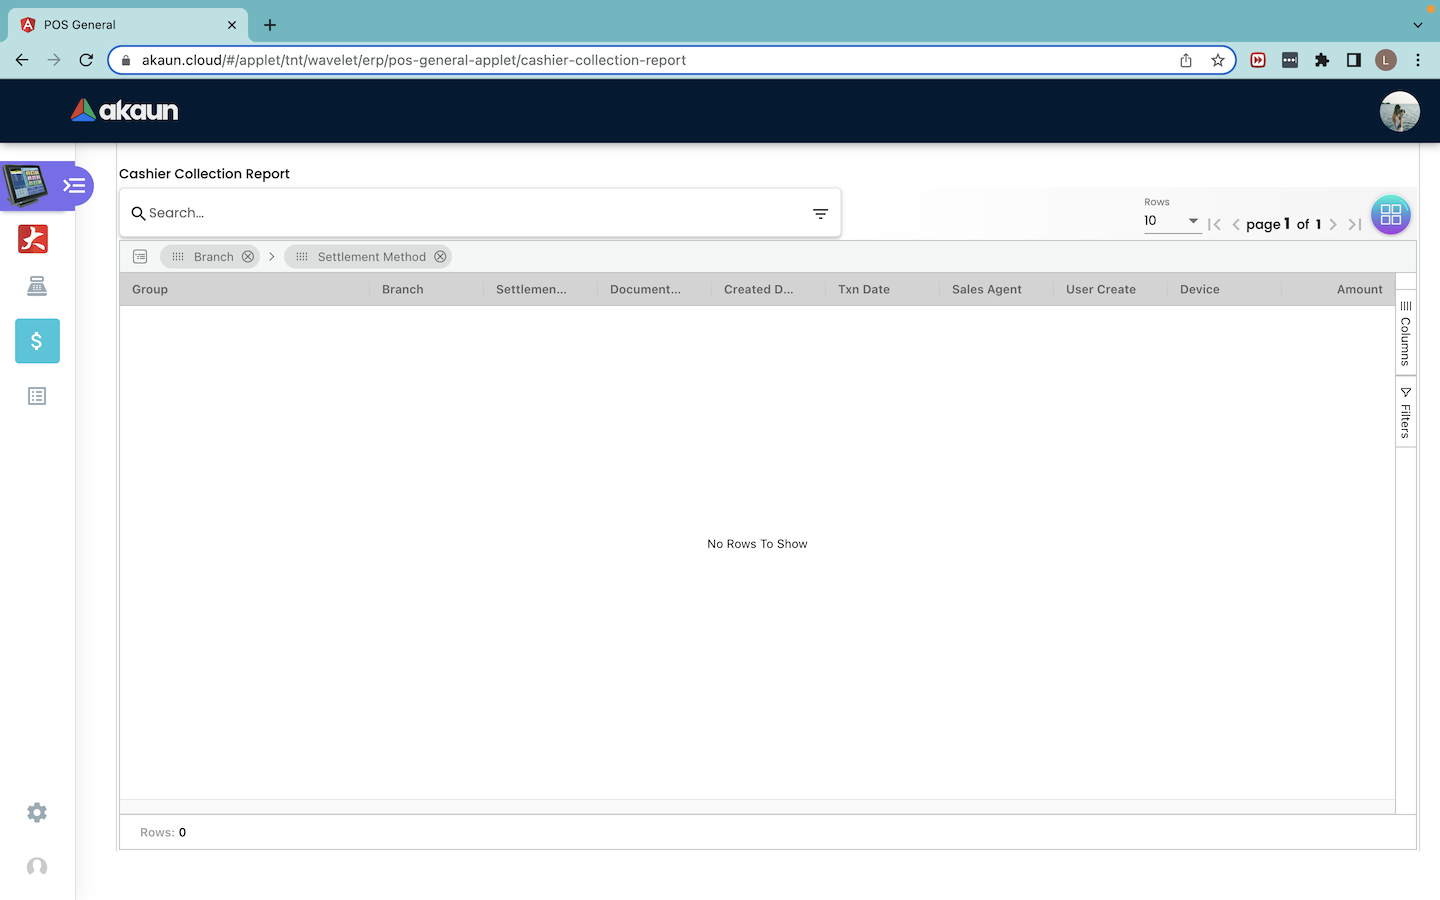 POS General
akaun.cloud/#/applet/tnt/wavelet/erp/pos-general-applet/cashier-collection-report
L
akaun
Cashier Collection Report
Search...
Rows
10
page 1 of 1
Branch
Settlement Method
Group
Branch
Settlemen...
Document...
Created D...
Txn Date
Sales Agent
User Create
Device
Amount
Columns
Filters
$
No Rows To Show
Rows: 0